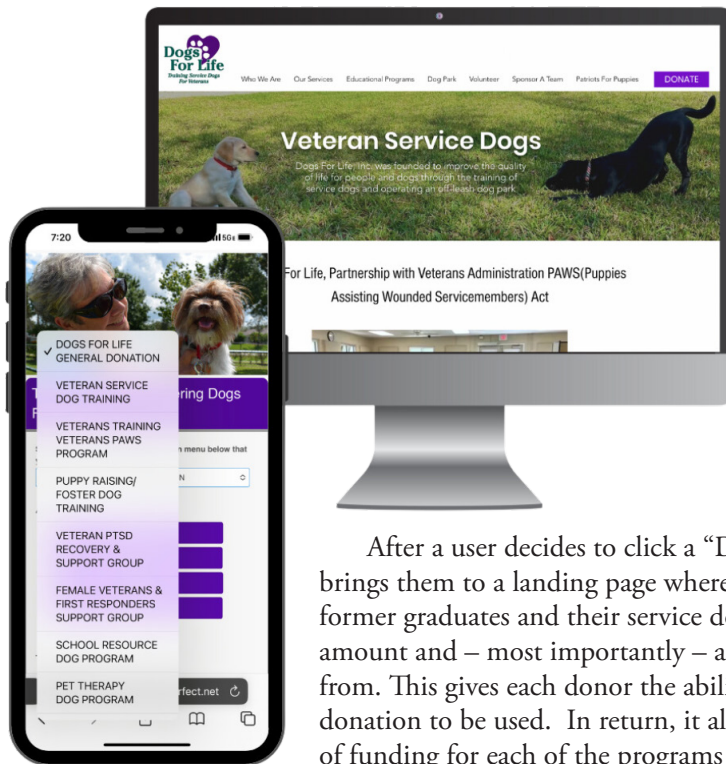 Dogs
For Life
Training Service Dogs
For Veterans
Who We Are Our Services Educational Programs Dog Park Volunteer Sponsor A Team Patriots For Puppies DONATE
Veteran Service Dogs
Dogs For Life, Inc. was founded to improve the quality
of life for people and dogs through the training of
service dogs and operating an off-leash dog park.
For Life, Partnership with Veterans Administration PAWS(Puppies
Assisting Wounded Servicemembers) Act
7:20 5G
✓ DOGS FOR LIFE
GENERAL DONATION
VETERAN SERVICE
DOG TRAINING
ring Dogs
VETERANS TRAINING
VETERANS PAWS
PROGRAM
n menu below that
PUPPY RAISING/
FOSTER DOG
TRAINING
N
VETERAN PTSD
RECOVERY &
SUPPORT GROUP
FEMALE VETERANS &
FIRST RESPONDERS
SUPPORT GROUP
SCHOOL RESOURCE
DOG PROGRAM
PET THERAPY
DOG PROGRAM
rfect.net
After a user decides to click a “D
brings them to a landing page where
former graduates and their service do
amount and – most importantly – a
from. This gives each donor the abil
donation to be used. In return, it al
of funding for each of the programs